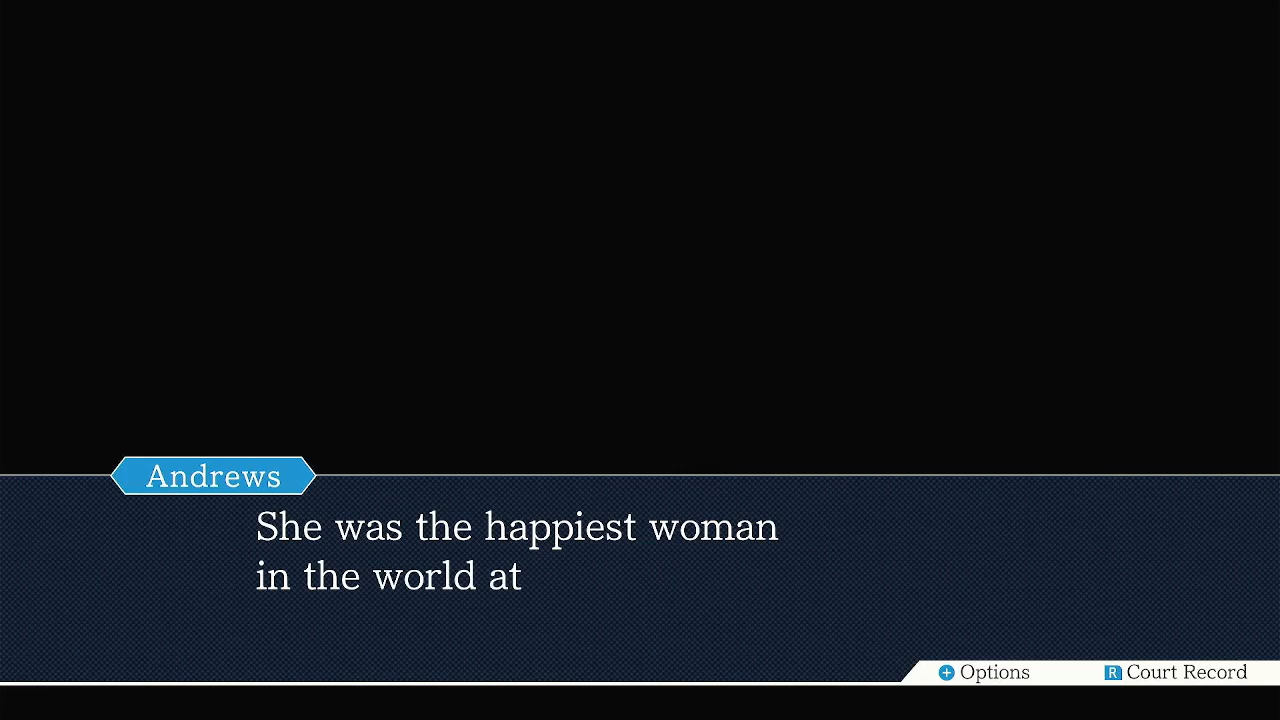 Andrews
She was the happiest woman
in the world at
+ Options R Court Record